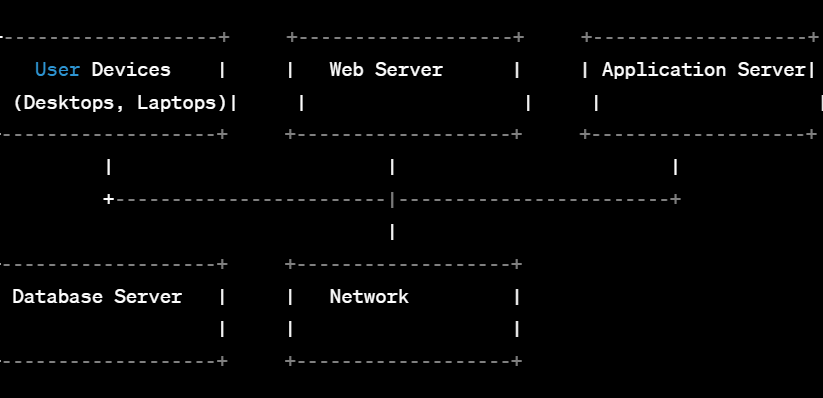 User Devices Web Server Application Server
(Desktops, Laptops)
Database Server Network